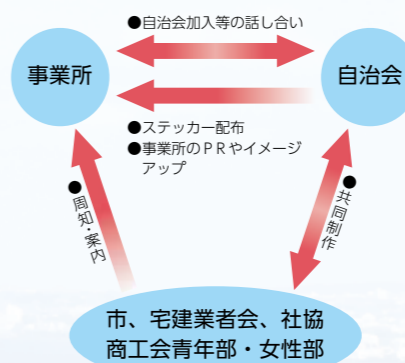 ●自治会加入等の話し合い
事業所
自治会
●ステッカー配布
●事業所のPRやイメージ
アップ
●周知・案内
●共同制作
市、宅建業者会、社協
商工会青年部・女性部